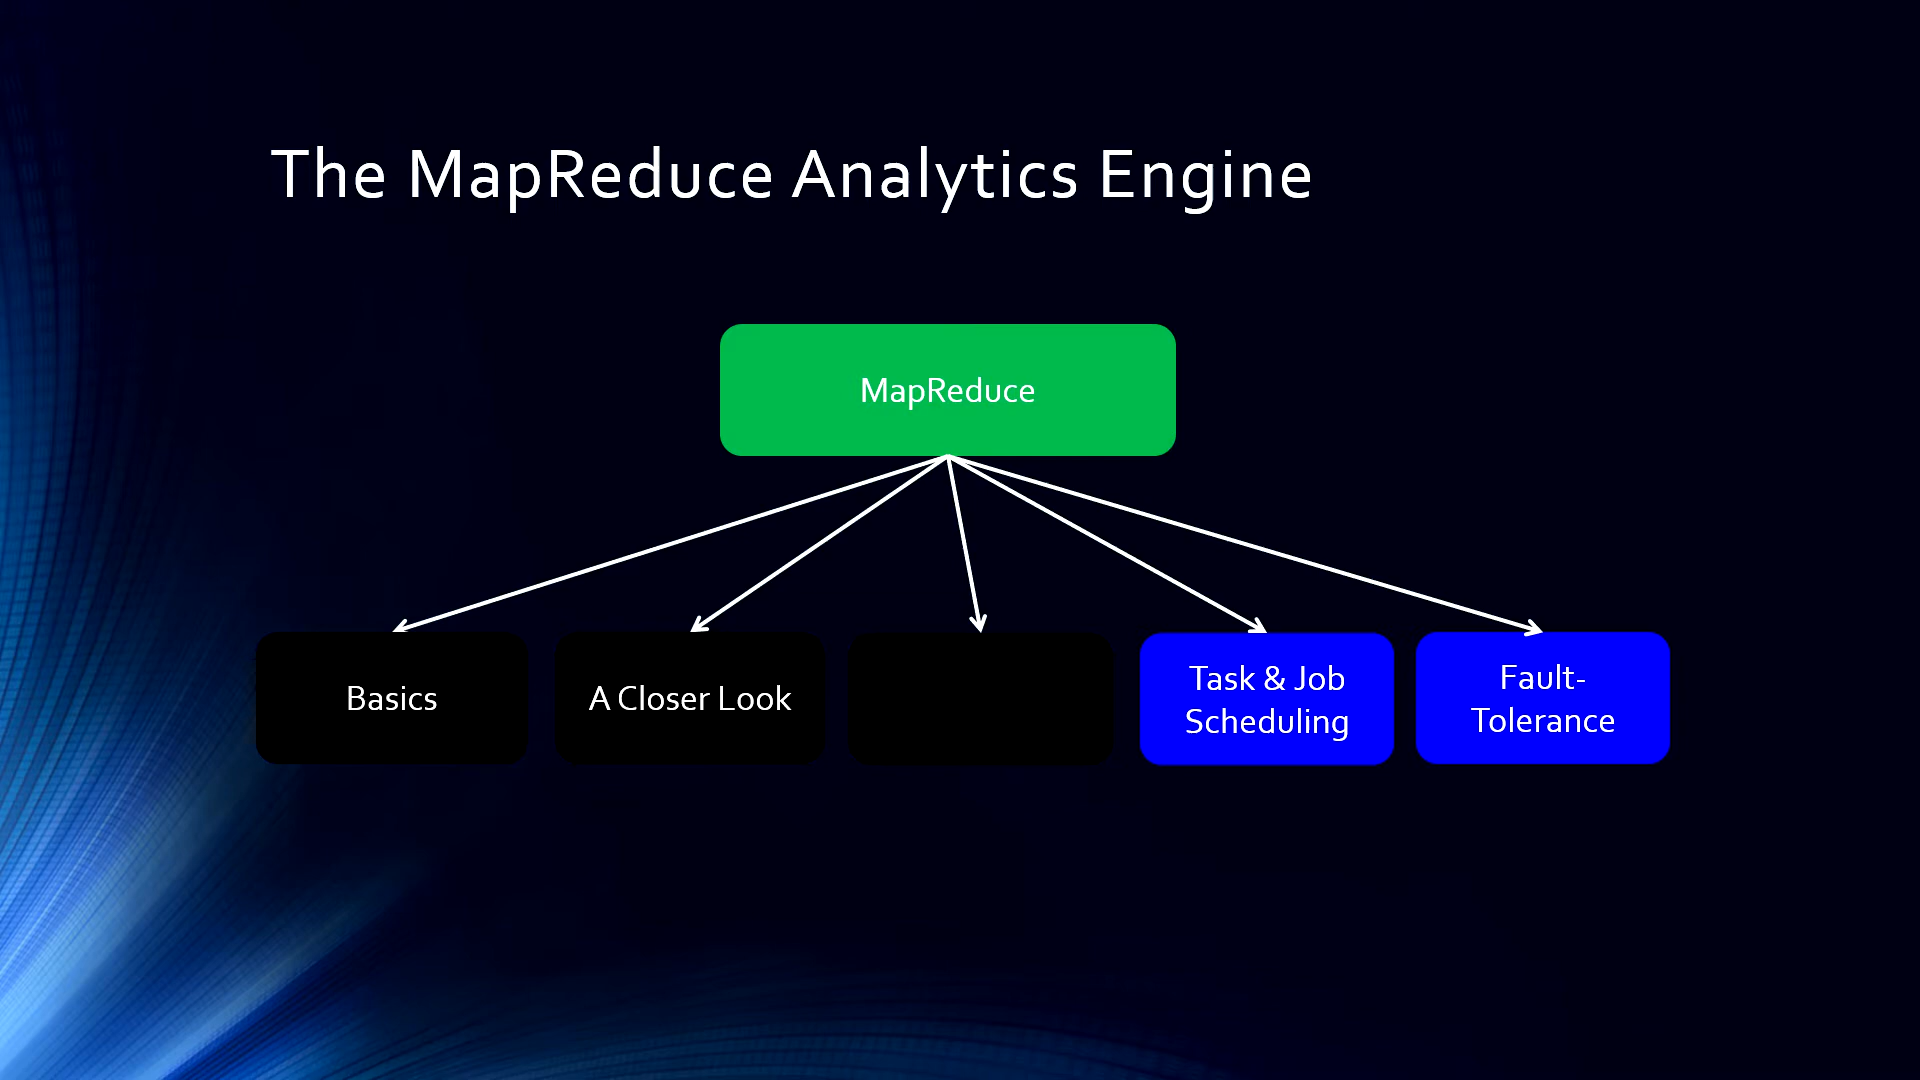 The MapReduce Analytics Engine
MapReduce
Basics
A Closer Look
Task & Job
Scheduling
Fault-
Tolerance